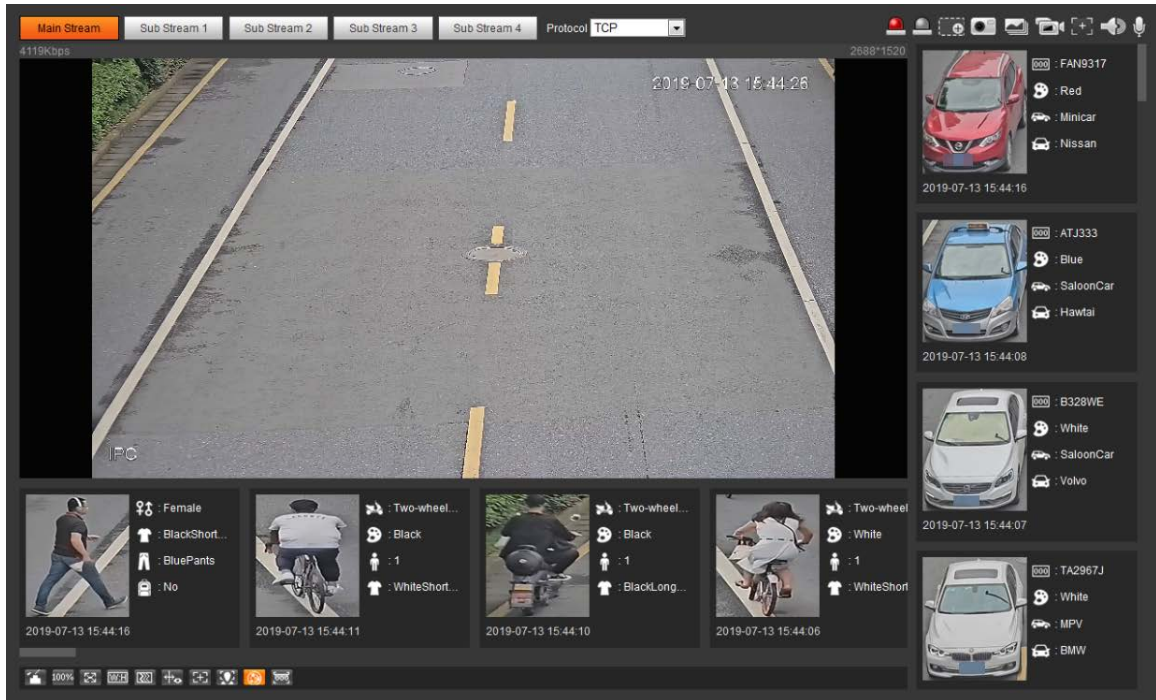 Main Stream
Sub Stream 1
Sub Stream 2
Sub Stream 3
Sub Stream 4
Protocol TCP
4119Kbps
2688*1520
2019-07-13 15:44:26
IPC
: FAN9317
: Red
: Minicar
: Nissan
2019-07-13 15:44:16
: ATJ333
: Blue
: SaloonCar
: Hawtai
2019-07-13 15:44:08
: B328WE
: White
: SaloonCar
: Volvo
2019-07-13 15:44:07
: TA2967J
: White
: MPV
: BMW
: Female
: BlackShort...
: BluePants
: No
2019-07-13 15:44:16
: Two-wheel...
: Black
: 1
: WhiteShort...
2019-07-13 15:44:11
: Two-wheel...
: Black
: 1
: BlackLong...
2019-07-13 15:44:10
: Two-wheel
: White
: 1
: WhiteShort
2019-07-13 15:44:06
100%
W:H